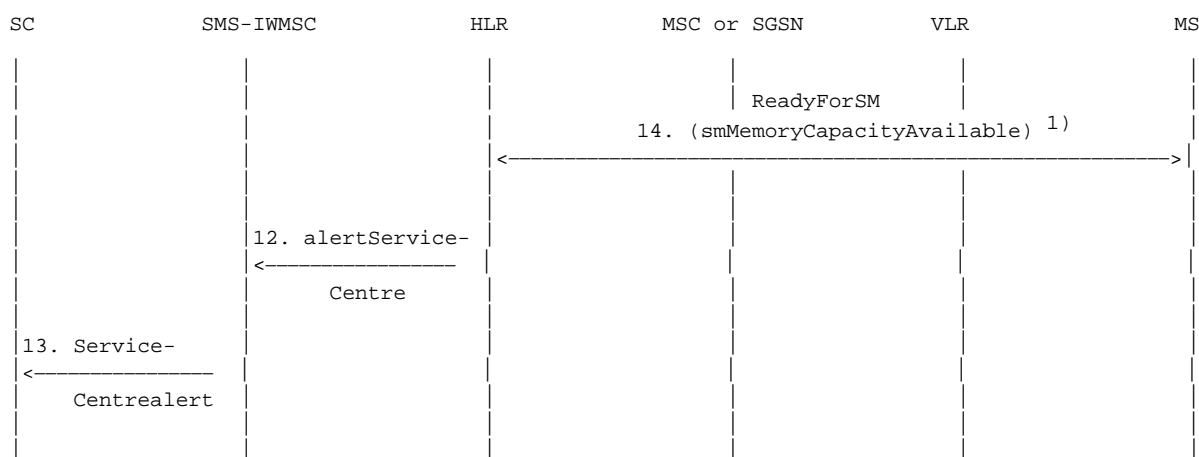 SC SMS-IWMSC HLR MSC or SGSN VLR MS
ReadyForSM
14. (smMemoryCapacityAvailable) 1)
12. alertService-
Centre
13. Service-
Centrealert